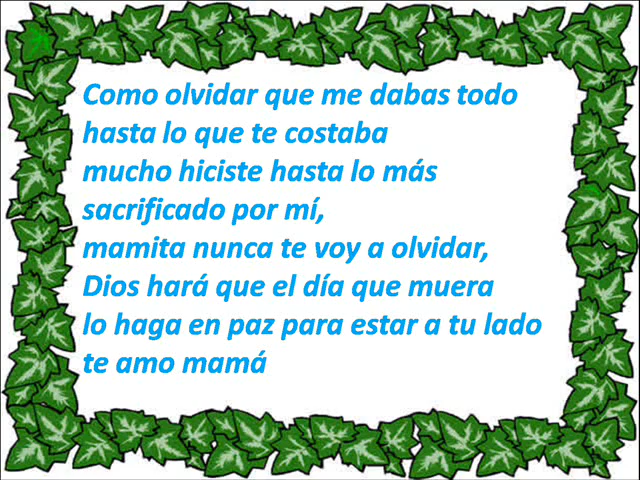 Como olvidar que me dabas todo
hasta lo que te costaba
mucho hiciste hasta lo más
sacrificado por mí,
mamita nunca te voy a olvidar,
Dios hará que el día que muera
lo haga en paz para estar a tu lado
te amo mamá